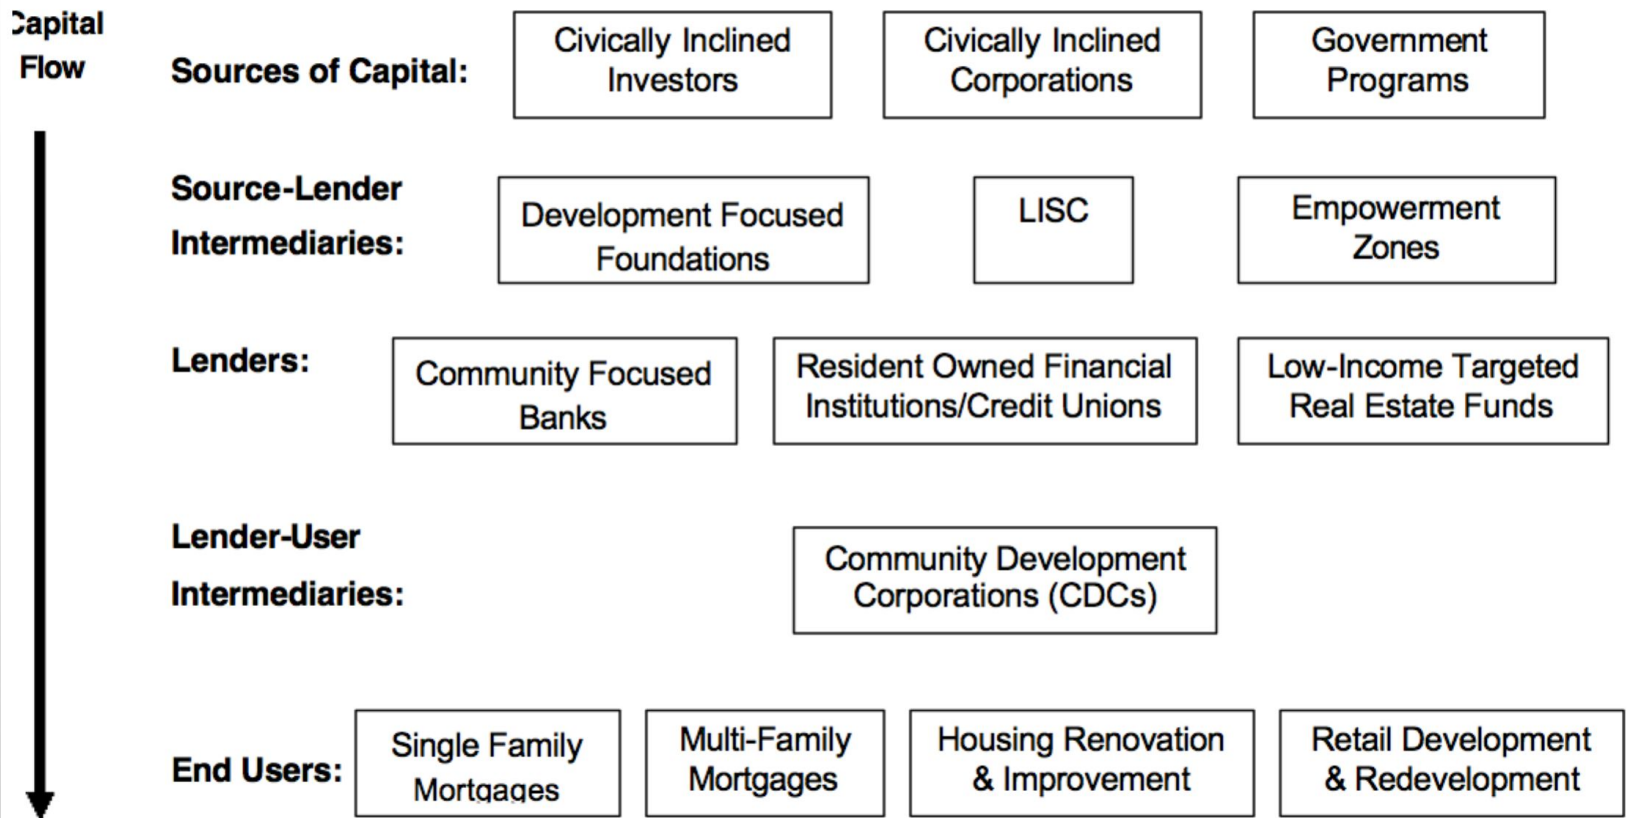 Capital
Flow
Sources of Capital:
Civically Inclined
Investors
Civically Inclined
Corporations
Government
Programs
Source-Lender
Intermediaries:
Development Focused
Foundations
LISC
Empowerment
Zones
Lenders:
Community Focused
Banks
Resident Owned Financial
Institutions/Credit Unions
Low-Income Targeted
Real Estate Funds
Lender-User
Intermediaries:
Community Development
Corporations (CDCs)
End Users:
Single Family
Mortgages
Multi-Family
Mortgages
Housing Renovation
& Improvement
Retail Development
& Redevelopment